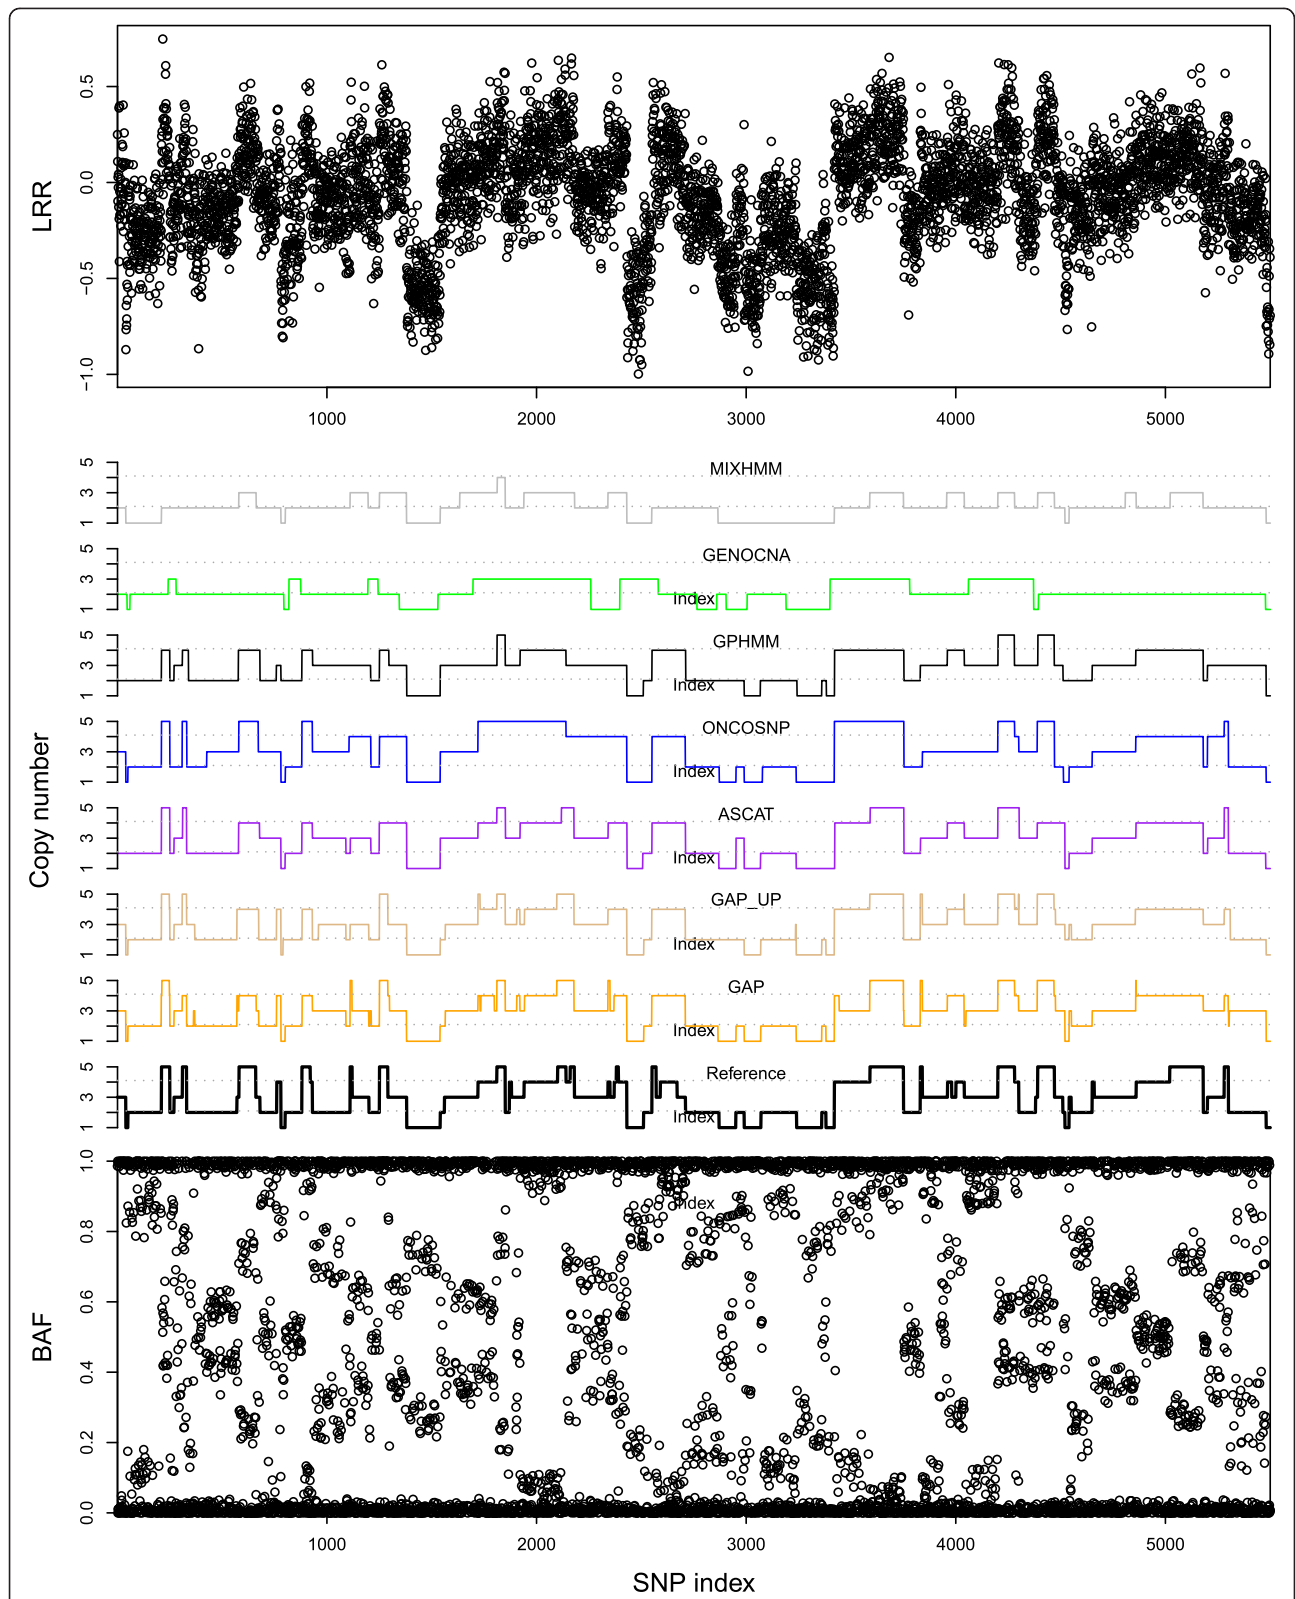 LRR
0.5
0.0
−0.5
−1.0
1000 2000 3000 4000 5000
Copy number
5 3 1
MIXHMM
5 3 1
GENOCNA
Index
5 3 1
GPHMM
Index
5 3 1
ONCOSNP
Index
5 3 1
ASCAT
Index
5 3 1
GAP_UP
Index
5 3 1
GAP
Index
5 3 1
Reference
Index
BAF
1.0
0.8
0.6
0.4
0.2
0.0
Index
1000 2000 3000 4000 5000
SNP index